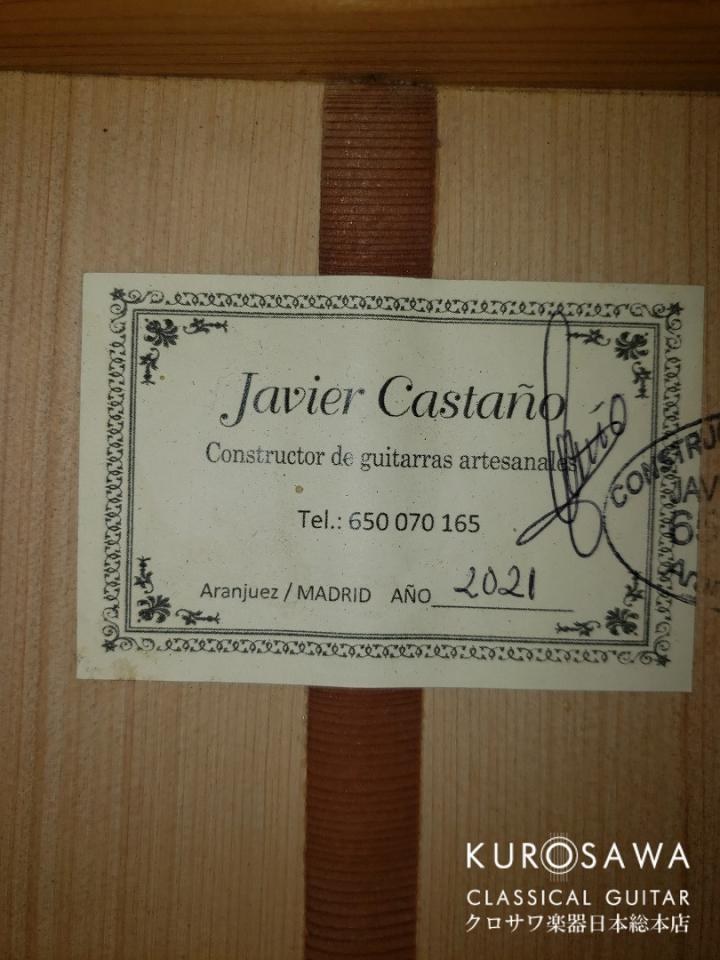 Javier Castaño
Constructor de guitarras artesanales
Tel.: 650 070 165
Aranjuez / MADRID AÑO 2021
KUROSAWA
CLASSICAL GUITAR
クロサワ楽器日本総本店